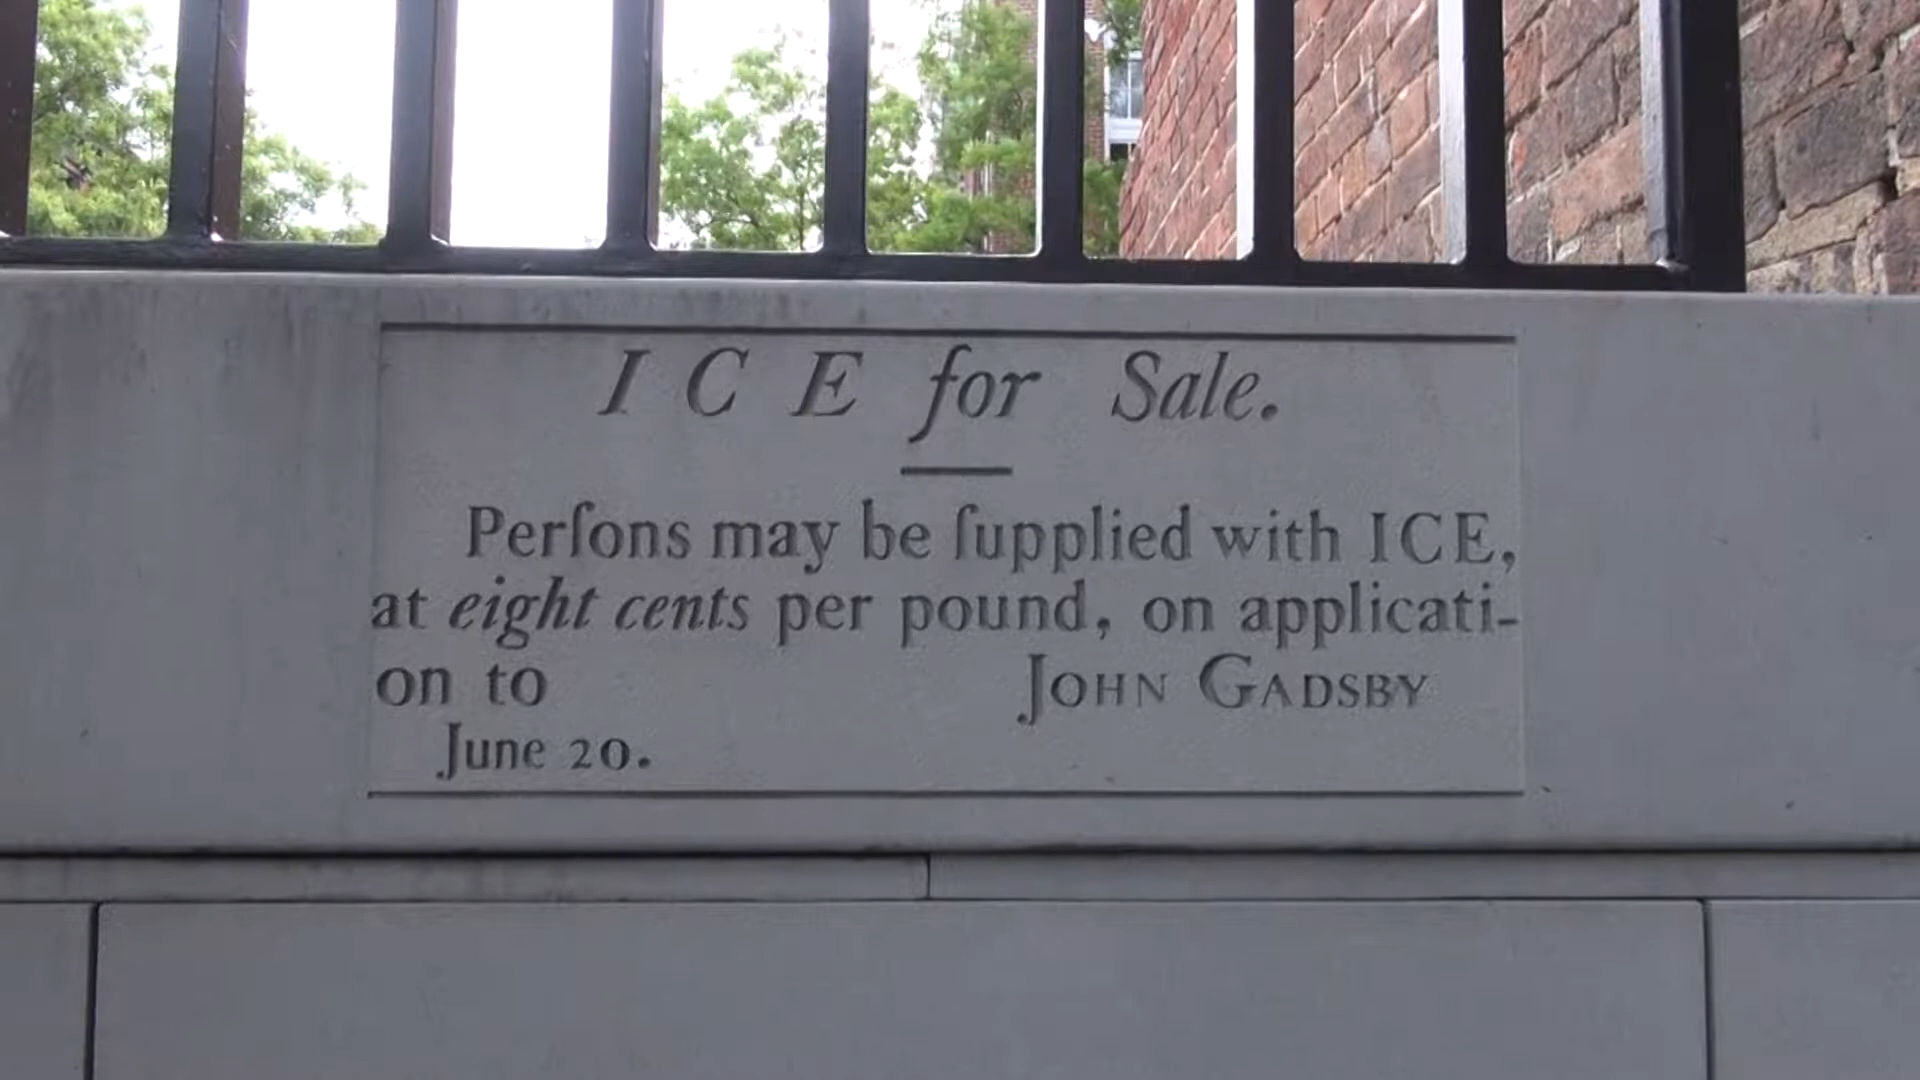 ICE for Sale.
Perſons may be ſupplied with ICE,
at eight cents per pound, on applicati-
on to JOHN GADSBY
June 20.